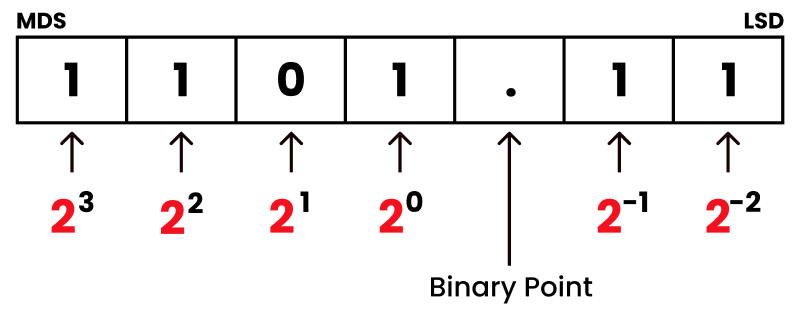 MDS LSD
1 1 0 1 . 1 1
2³ 2² 2¹ 2⁰ 2⁻¹ 2⁻²
Binary Point